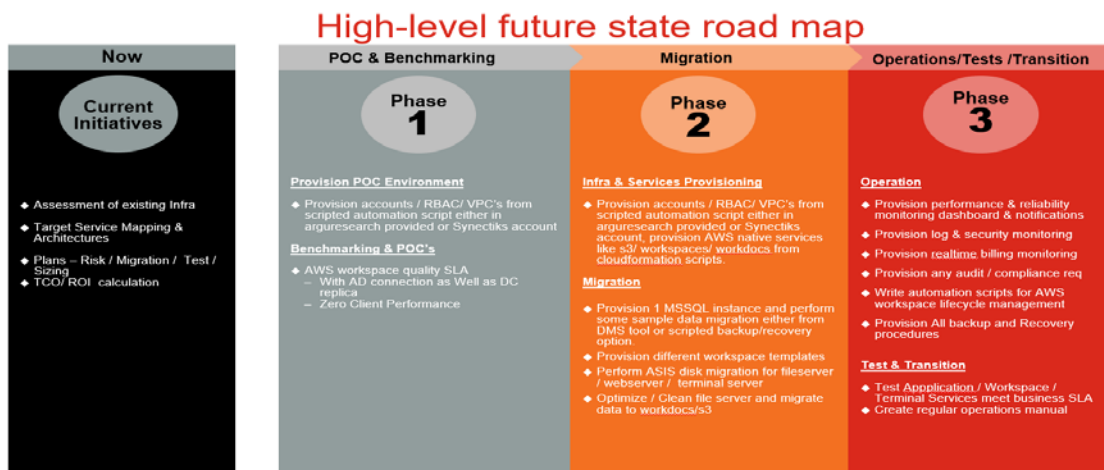 High-level future state road map
Now
Current
Initiatives
◆ Assessment of existing Infra
◆ Target Service Mapping &
Architectures
◆ Plans – Risk / Migration / Test /
Sizing
◆ TCO/ ROI calculation
POC & Benchmarking
Phase
1
Provision POC Environment
◆ Provision accounts / RBAC/ VPC's from
scripted automation script either in
arguresearch provided or Synectiks account
Benchmarking & POC's
◆ AWS workspace quality SLA
– With AD connection as Well as DC
replica
– Zero Client Performance
Migration
Phase
2
Infra & Services Provisioning
◆ Provision accounts / RBAC/ VPC's from
scripted automation script either in
arguresearch provided or Synectiks
account, provision AWS native services
like s3/ workspaces/ workdocs from
cloudformation scripts.
Migration
◆ Provision 1 MSSQL instance and perform
some sample data migration either from
DMS tool or scripted backup/recovery
option.
◆ Provision different workspace templates
◆ Perform ASIS disk migration for fileserver
/ webserver / terminal server
◆ Optimize / Clean file server and migrate
data to workdocs/s3
Operations/Tests /Transition
Phase
3
Operation
◆ Provision performance & reliability
monitoring dashboard & notifications
◆ Provision log & security monitoring
◆ Provision realtime billing monitoring
◆ Provision any audit / compliance req
◆ Write automation scripts for AWS
workspace lifecycle management
◆ Provision All backup and Recovery
procedures
Test & Transition
◆ Test Appplication / Workspace /
Terminal Services meet business SLA
◆ Create regular operations manual